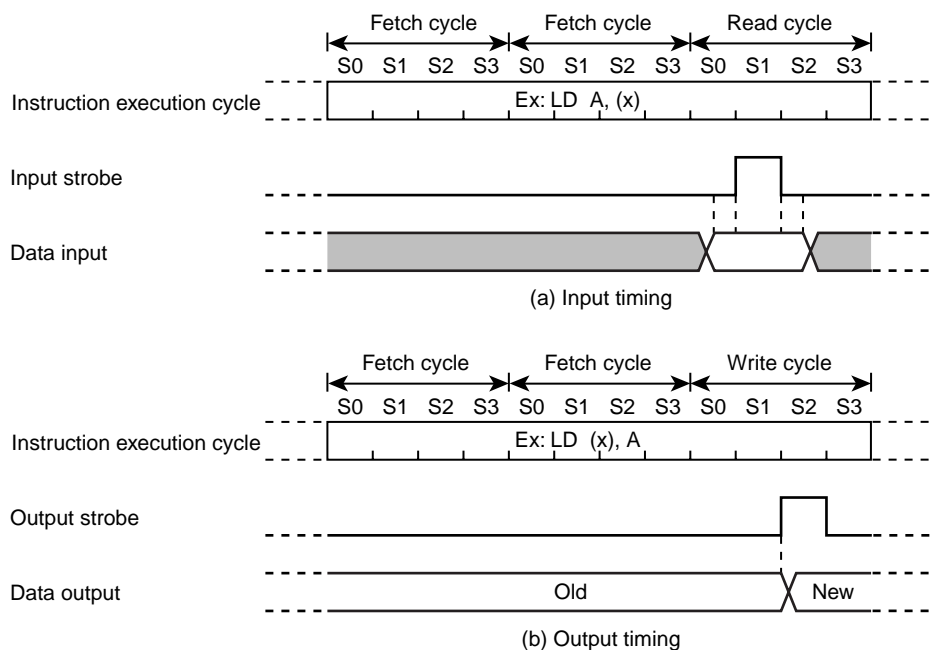 Fetch cycle Fetch cycle Read cycle
S0 S1 S2 S3 S0 S1 S2 S3 S0 S1 S2 S3
Instruction execution cycle Ex: LD A, (x)
Input strobe
Data input
(a) Input timing
Fetch cycle Fetch cycle Write cycle
S0 S1 S2 S3 S0 S1 S2 S3 S0 S1 S2 S3
Instruction execution cycle Ex: LD (x), A
Output strobe
Data output Old New
(b) Output timing